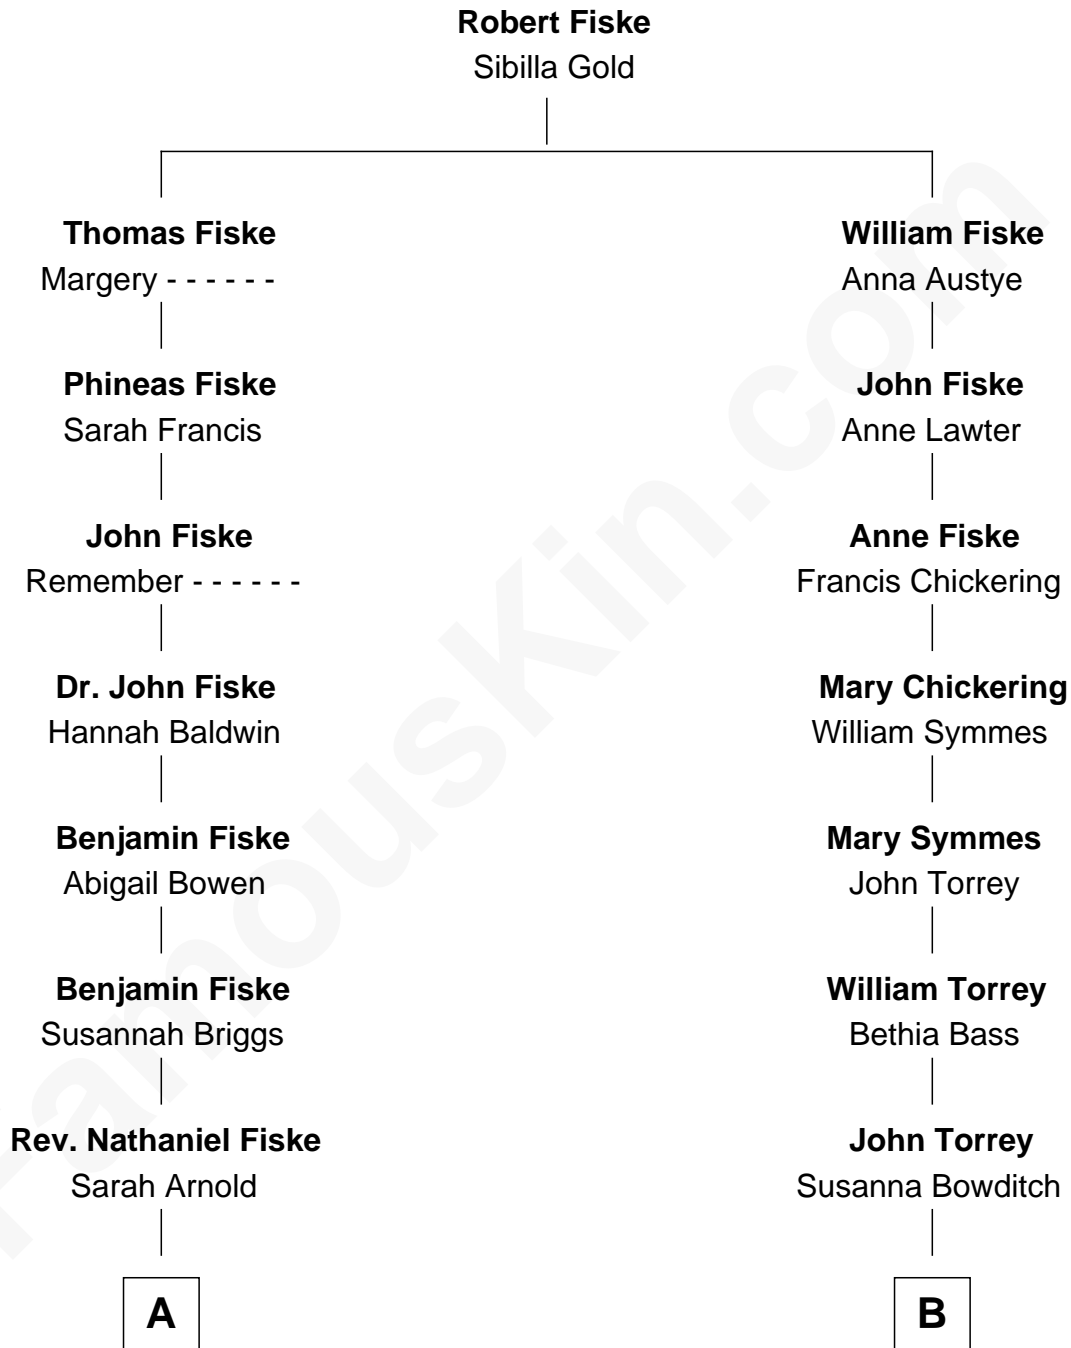 Robert Fiske
Sibilla Gold
Thomas Fiske
Margery - - - - - -
William Fiske
Anna Austye
Phineas Fiske
Sarah Francis
John Fiske
Anne Lawter
John Fiske
Remember - - - - - -
Anne Fiske
Francis Chickering
Dr. John Fiske
Hannah Baldwin
Mary Chickering
William Symmes
Benjamin Fiske
Abigail Bowen
Mary Symmes
John Torrey
Benjamin Fiske
Susannah Briggs
William Torrey
Bethia Bass
Rev. Nathaniel Fiske
Sarah Arnold
John Torrey
Susanna Bowditch
A
B
FamousKin.com